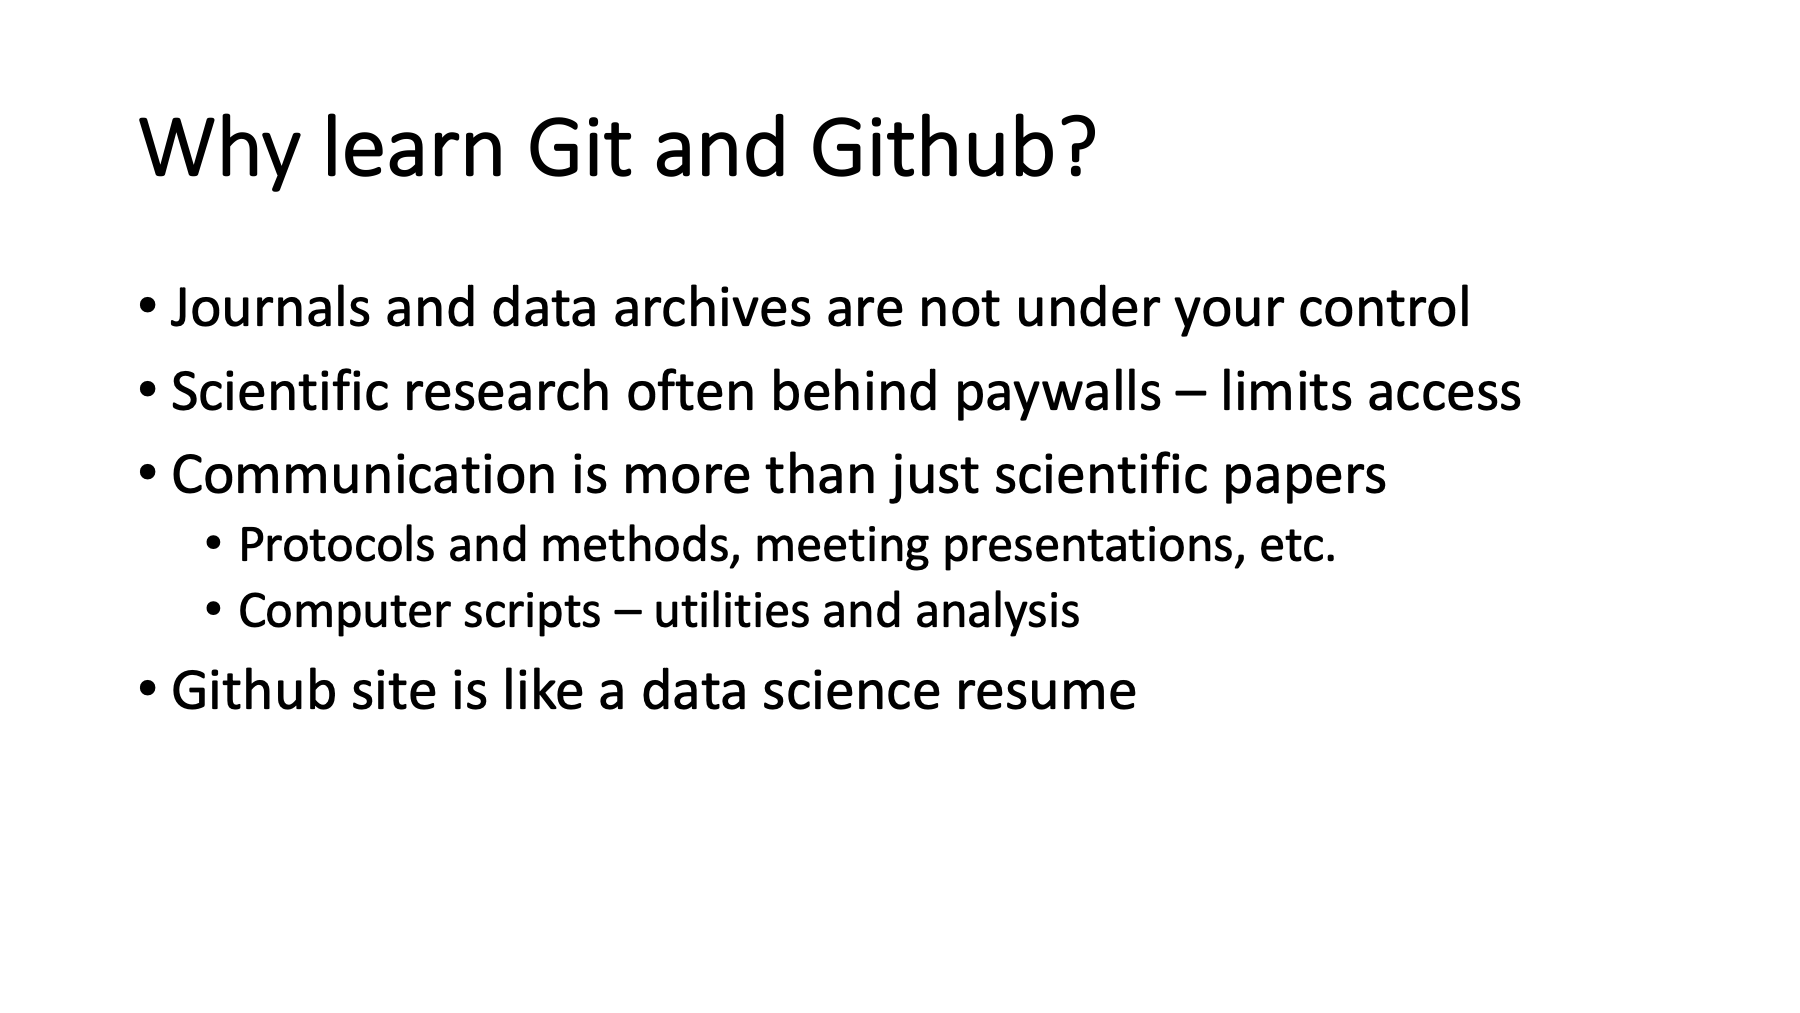 Why learn Git and Github?
• Journals and data archives are not under your control
• Scientific research often behind paywalls – limits access
• Communication is more than just scientific papers
• Protocols and methods, meeting presentations, etc.
• Computer scripts – utilities and analysis
• Github site is like a data science resume